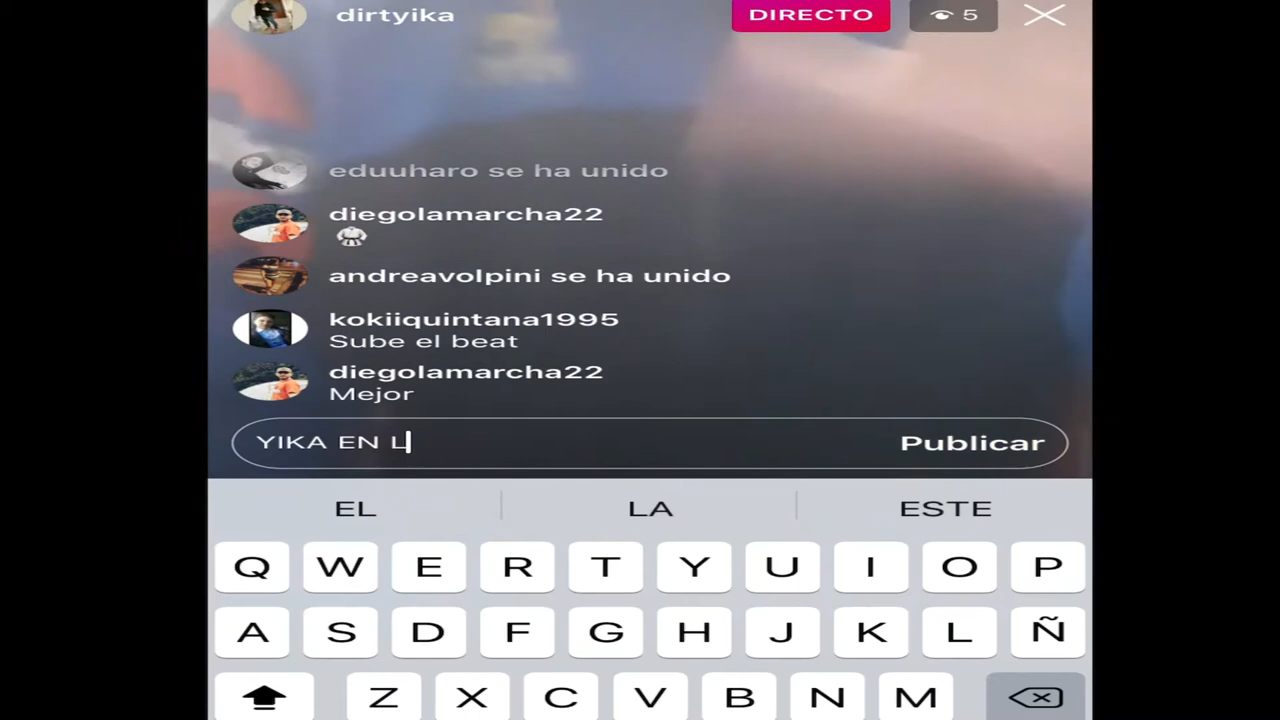 dirtyika
DIRECTO
5
eduuharo se ha unido
diegolamarcha22
andreavolpini se ha unido
kokiiquintana1995
Sube el beat
diegolamarcha22
Mejor
YIKA EN L
Publicar
EL LA ESTE
Q W E R T Y U I O P
A S D F G H J K L Ñ
Z X C V B N M